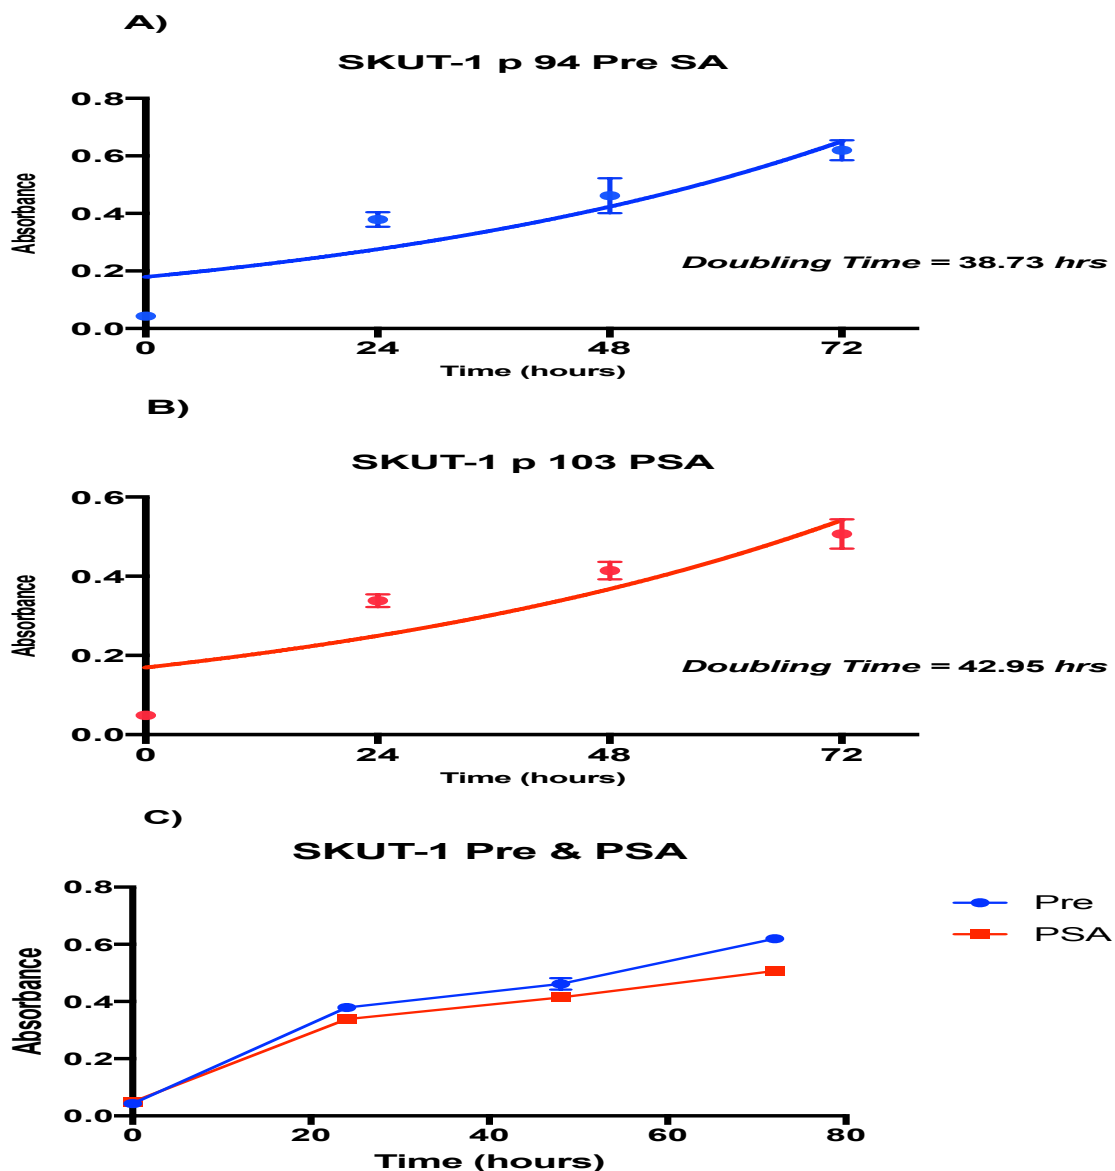 A)
SKUT-1 p 94 Pre SA
0.8
0.6
0.4
0.2
0.0
Absorbance
Doubling Time = 38.73 hrs
0 24 48 72
Time (hours)
B)
SKUT-1 p 103 PSA
0.6
0.4
0.2
0.0
Absorbance
Doubling Time = 42.95 hrs
0 24 48 72
Time (hours)
C)
SKUT-1 Pre & PSA
0.8
0.6
0.4
0.2
0.0
Absorbance
Pre
PSA
0 20 40 60 80
Time (hours)